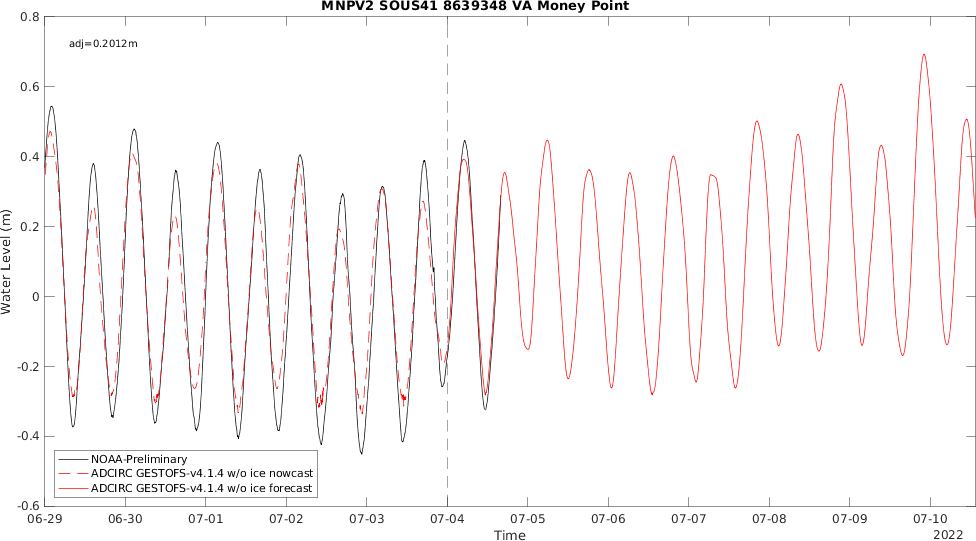 MNPV2 SOUS41 8639348 VA Money Point
adj=0.2012m
0.8
0.6
0.4
0.2
0
-0.2
-0.4
-0.6
Water Level (m)
NOAA-Preliminary
ADCIRC GESTOFS-v4.1.4 w/o ice nowcast
ADCIRC GESTOFS-v4.1.4 w/o ice forecast
06-29 06-30 07-01 07-02 07-03 07-04 07-05 07-06 07-07 07-08 07-09 07-10
Time
2022